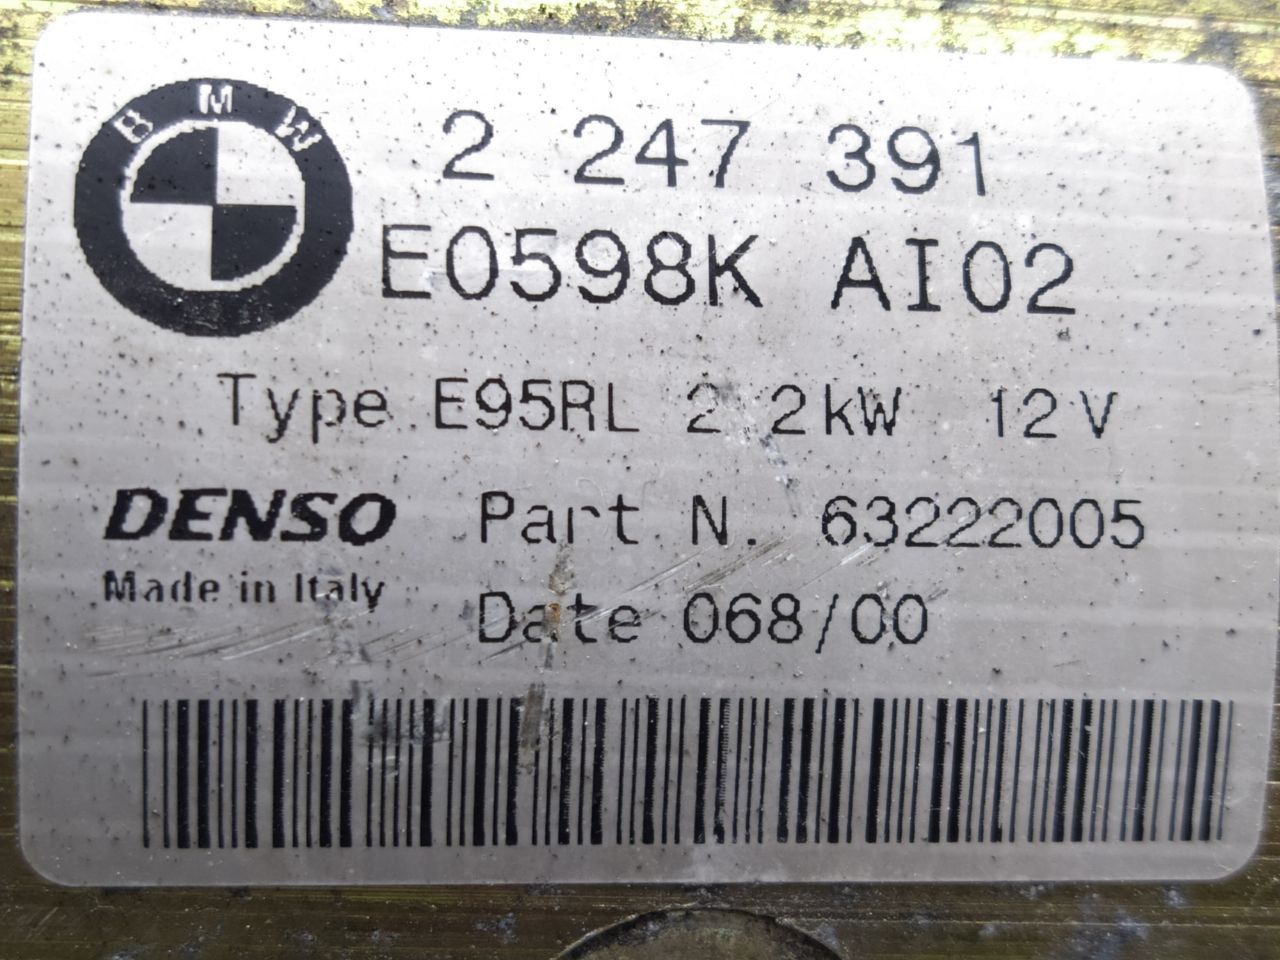 BMW
2 247 391
E0598K AI02
Type E95RL 2 2kW 12V
DENSO Part N. 63222005
Made in Italy
Date 068/00